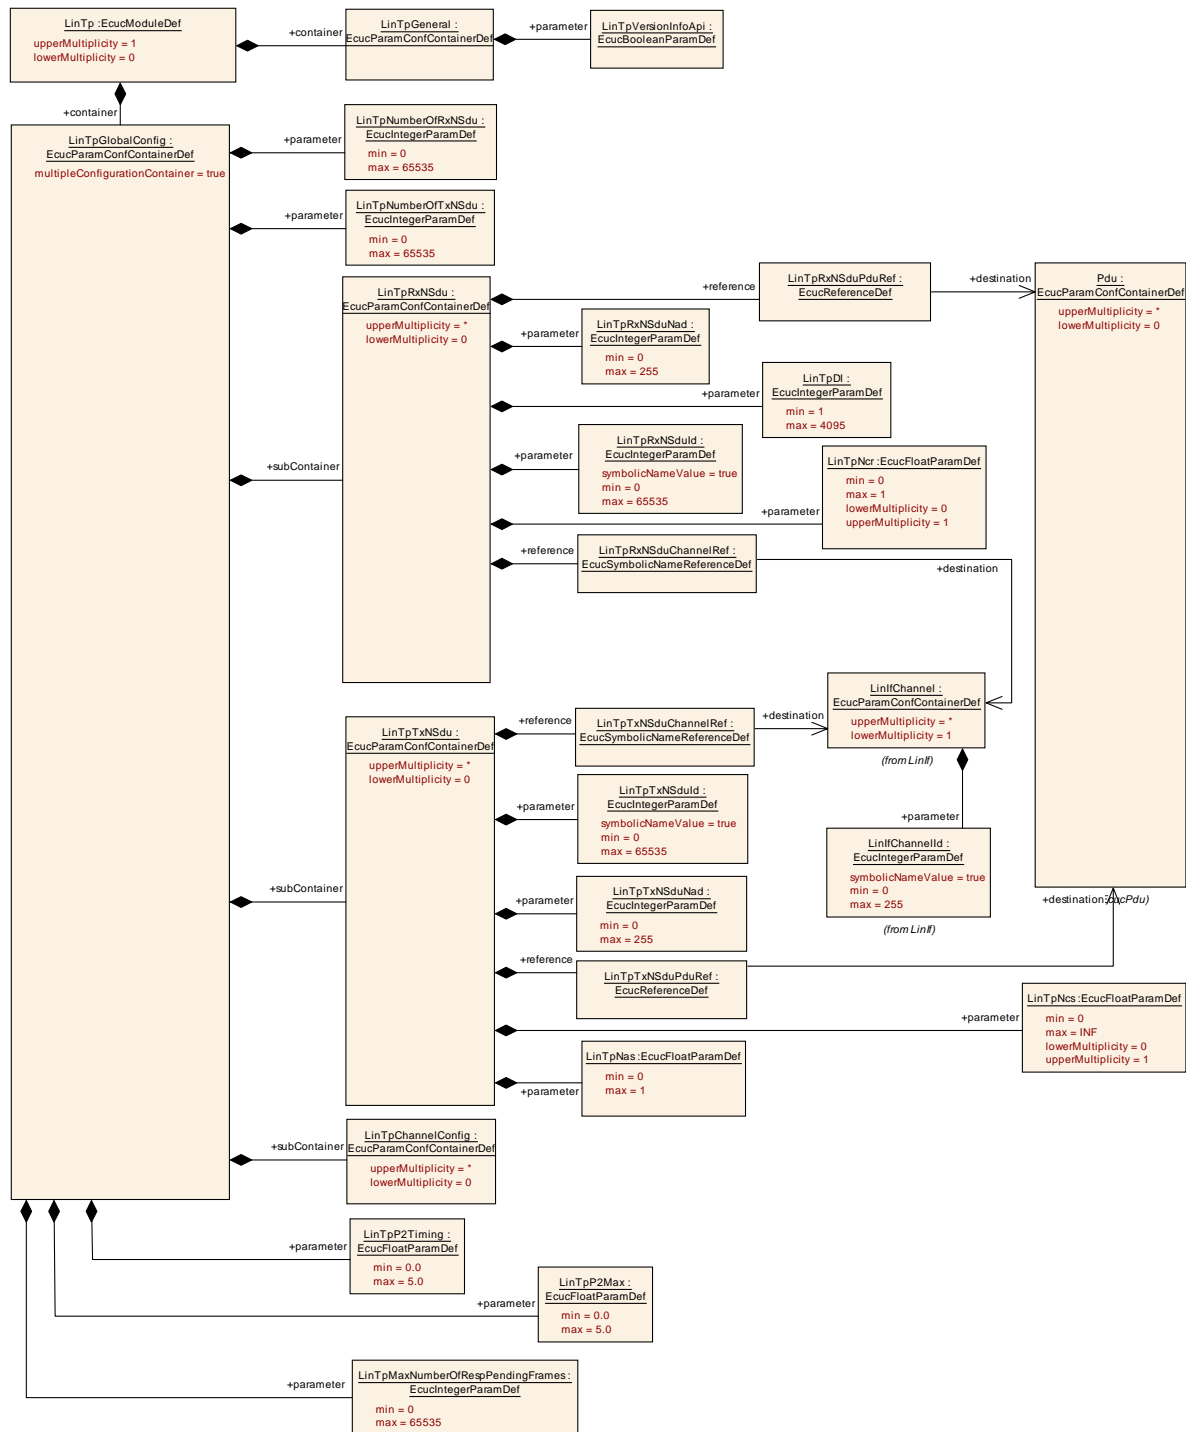 LinTp :EcucModuleDef
upperMultiplicity = 1
lowerMultiplicity = 0
+container
LinTpGeneral :
EcucParamConfContainerDef
+parameter
LinTpVersionInfoApi :
EcucBooleanParamDef
+container
LinTpGlobalConfig :
EcucParamConfContainerDef
multipleConfigurationContainer = true
+parameter
LinTpNumberOfRxNSdu :
EcucIntegerParamDef
min = 0
max = 65535
+parameter
LinTpNumberOfTxNSdu :
EcucIntegerParamDef
min = 0
max = 65535
+subContainer
LinTpRxNSdu :
EcucParamConfContainerDef
upperMultiplicity = *
lowerMultiplicity = 0
+reference
LinTpRxNSduPduRef :
EcucReferenceDef
+destination
Pdu :
EcucParamConfContainerDef
upperMultiplicity = *
lowerMultiplicity = 0
+parameter
LinTpRxNSduNad :
EcucIntegerParamDef
min = 0
max = 255
+parameter
LinTpDl :
EcucIntegerParamDef
min = 1
max = 4095
+parameter
LinTpRxNSduId :
EcucIntegerParamDef
symbolicNameValue = true
min = 0
max = 65535
+parameter
LinTpNcr :EcucFloatParamDef
min = 0
max = 1
lowerMultiplicity = 0
upperMultiplicity = 1
+reference
LinTpRxNSduChannelRef :
EcucSymbolicNameReferenceDef
+destination
LinIfChannel :
EcucParamConfContainerDef
upperMultiplicity = *
lowerMultiplicity = 1
(from LinIf)
+parameter
LinIfChannelId :
EcucIntegerParamDef
symbolicNameValue = true
min = 0
max = 255
(from LinIf)
+subContainer
LinTpTxNSdu :
EcucParamConfContainerDef
upperMultiplicity = *
lowerMultiplicity = 0
+reference
LinTpTxNSduChannelRef :
EcucSymbolicNameReferenceDef
+destination
+parameter
LinTpTxNSduId :
EcucIntegerParamDef
symbolicNameValue = true
min = 0
max = 65535
+parameter
LinTpTxNSduNad :
EcucIntegerParamDef
min = 0
max = 255
+reference
LinTpTxNSduPduRef :
EcucReferenceDef
+destination
+parameter
LinTpNcs :EcucFloatParamDef
min = 0
max = INF
lowerMultiplicity = 0
upperMultiplicity = 1
+parameter
LinTpNas :EcucFloatParamDef
min = 0
max = 1
+subContainer
LinTpChannelConfig :
EcucParamConfContainerDef
upperMultiplicity = *
lowerMultiplicity = 0
+parameter
LinTpP2Timing :
EcucFloatParamDef
min = 0.0
max = 5.0
+parameter
LinTpP2Max :
EcucFloatParamDef
min = 0.0
max = 5.0
+parameter
LinTpMaxNumberOfRespPendingFrames :
EcucIntegerParamDef
min = 0
max = 65535